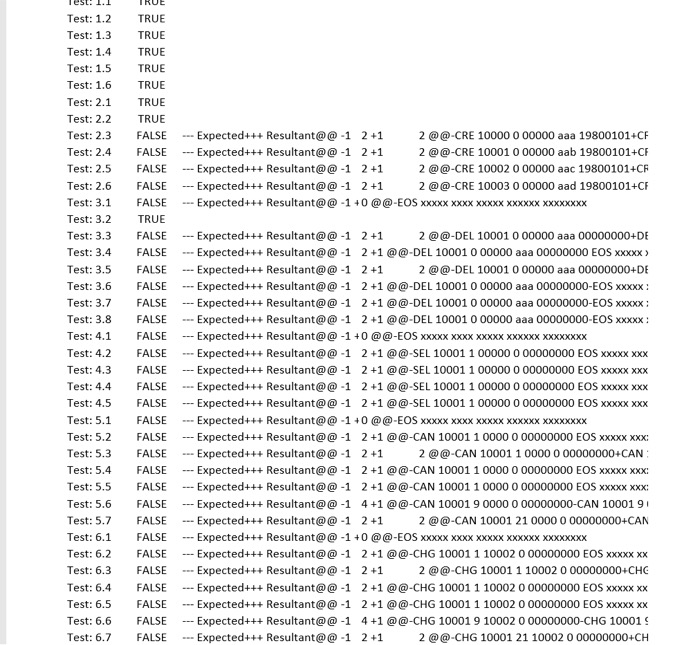 Test: 1.1 TRUE
Test: 1.2 TRUE
Test: 1.3 TRUE
Test: 1.4 TRUE
Test: 1.5 TRUE
Test: 1.6 TRUE
Test: 2.1 TRUE
Test: 2.2 TRUE
Test: 2.3 FALSE --- Expected+++ Resultant@@ -1 2 +1 2 @@-CRE 10000 0 00000 aaa 19800101+CR
Test: 2.4 FALSE --- Expected+++ Resultant@@ -1 2 +1 2 @@-CRE 10001 0 00000 aab 19800101+CR
Test: 2.5 FALSE --- Expected+++ Resultant@@ -1 2 +1 2 @@-CRE 10002 0 00000 aac 19800101+CR
Test: 2.6 FALSE --- Expected+++ Resultant@@ -1 2 +1 2 @@-CRE 10003 0 00000 aad 19800101+CR
Test: 3.1 FALSE --- Expected+++ Resultant@@ -1 +0 @@-EOS xxxxx xxxx xxxxx xxxxxx xxxxxxxx
Test: 3.2 TRUE
Test: 3.3 FALSE --- Expected+++ Resultant@@ -1 2 +1 2 @@-DEL 10001 0 00000 aaa 00000000+DE
Test: 3.4 FALSE --- Expected+++ Resultant@@ -1 2 +1 @@-DEL 10001 0 00000 aaa 00000000 EOS xxxxx x
Test: 3.5 FALSE --- Expected+++ Resultant@@ -1 2 +1 2 @@-DEL 10001 0 00000 aaa 00000000+DE
Test: 3.6 FALSE --- Expected+++ Resultant@@ -1 2 +1 @@-DEL 10001 0 00000 aaa 00000000-EOS xxxxx
Test: 3.7 FALSE --- Expected+++ Resultant@@ -1 2 +1 @@-DEL 10001 0 00000 aaa 00000000-EOS xxxxx
Test: 3.8 FALSE --- Expected+++ Resultant@@ -1 2 +1 @@-DEL 10001 0 00000 aaa 00000000-EOS xxxxx
Test: 4.1 FALSE --- Expected+++ Resultant@@ -1 +0 @@-EOS xxxxx xxxx xxxxx xxxxxx xxxxxxxx
Test: 4.2 FALSE --- Expected+++ Resultant@@ -1 2 +1 @@-SEL 10001 1 00000 0 00000000 EOS xxxxx xxx
Test: 4.3 FALSE --- Expected+++ Resultant@@ -1 2 +1 @@-SEL 10001 1 00000 0 00000000 EOS xxxxx xxx
Test: 4.4 FALSE --- Expected+++ Resultant@@ -1 2 +1 @@-SEL 10001 1 00000 0 00000000 EOS xxxxx xxx
Test: 4.5 FALSE --- Expected+++ Resultant@@ -1 2 +1 @@-SEL 10001 1 00000 0 00000000 EOS xxxxx xxx
Test: 5.1 FALSE --- Expected+++ Resultant@@ -1 +0 @@-EOS xxxxx xxxx xxxxx xxxxxx xxxxxxxx
Test: 5.2 FALSE --- Expected+++ Resultant@@ -1 2 +1 @@-CAN 10001 1 0000 0 00000000 EOS xxxxx xxx
Test: 5.3 FALSE --- Expected+++ Resultant@@ -1 2 +1 2 @@-CAN 10001 1 0000 0 00000000+CAN
Test: 5.4 FALSE --- Expected+++ Resultant@@ -1 2 +1 @@-CAN 10001 1 0000 0 00000000 EOS xxxxx xxx
Test: 5.5 FALSE --- Expected+++ Resultant@@ -1 2 +1 @@-CAN 10001 1 0000 0 00000000 EOS xxxxx xxx
Test: 5.6 FALSE --- Expected+++ Resultant@@ -1 4 +1 @@-CAN 10001 9 0000 0 00000000-CAN 10001 9
Test: 5.7 FALSE --- Expected+++ Resultant@@ -1 2 +1 2 @@-CAN 10001 21 0000 0 00000000+CAN
Test: 6.1 FALSE --- Expected+++ Resultant@@ -1 +0 @@-EOS xxxxx xxxx xxxxx xxxxxx xxxxxxxx
Test: 6.2 FALSE --- Expected+++ Resultant@@ -1 2 +1 @@-CHG 10001 1 10002 0 00000000 EOS xxxxx xx
Test: 6.3 FALSE --- Expected+++ Resultant@@ -1 2 +1 2 @@-CHG 10001 1 10002 0 00000000+CHG
Test: 6.4 FALSE --- Expected+++ Resultant@@ -1 2 +1 @@-CHG 10001 1 10002 0 00000000 EOS xxxxx xx
Test: 6.5 FALSE --- Expected+++ Resultant@@ -1 2 +1 @@-CHG 10001 1 10002 0 00000000 EOS xxxxx xx
Test: 6.6 FALSE --- Expected+++ Resultant@@ -1 4 +1 @@-CHG 10001 9 10002 0 00000000-CHG 10001 9
Test: 6.7 FALSE --- Expected+++ Resultant@@ -1 2 +1 2 @@-CHG 10001 21 10002 0 00000000+CH